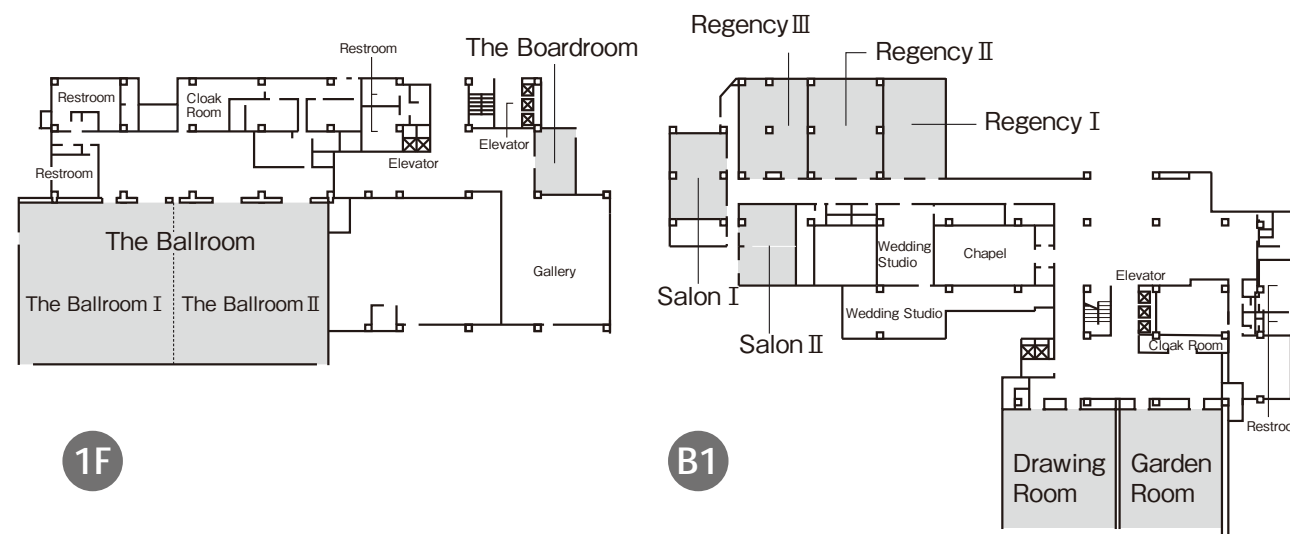 Restroom
The Boardroom
Restroom
Cloak
Room
Elevator
Elevator
Restroom
The Ballroom
The Ballroom Ⅰ
The Ballroom Ⅱ
Gallery
1F
Regency Ⅲ
Regency Ⅱ
Regency Ⅰ
Wedding
Studio
Chapel
Elevator
Salon Ⅰ
Wedding Studio
Salon Ⅱ
Cloak Room
Restroo
Drawing
Room
Garden
Room
B1